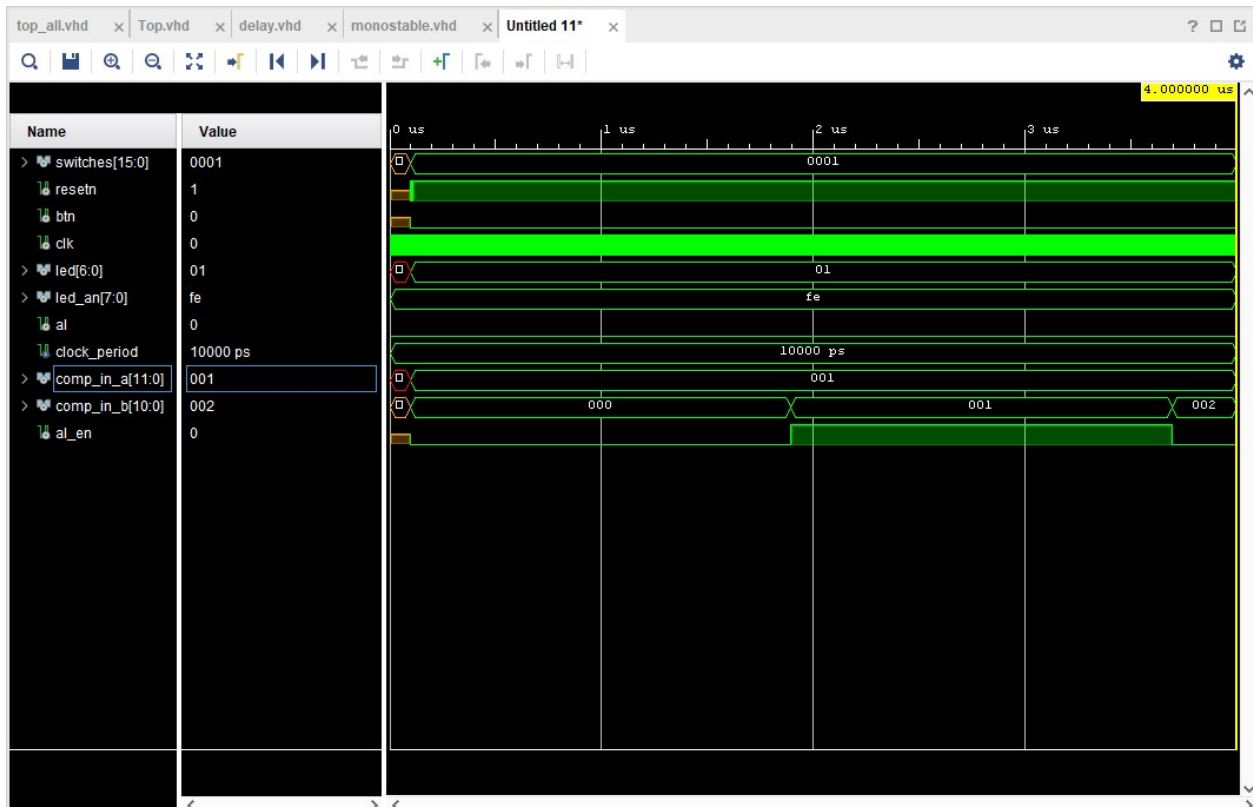 top_all.vhd × Top.vhd × delay.vhd × monostable.vhd × Untitled 11* ×
4.000000 us
Name Value 0 us 1 us 2 us 3 us
switches[15:0] 0001 0001
resetn 1
btn 0
clk 0
led[6:0] 01 01
led_an[7:0] fe fe
al 0
clock_period 10000 ps 10000 ps
comp_in_a[11:0] 001 001
comp_in_b[10:0] 002 000 001 002
al_en 0